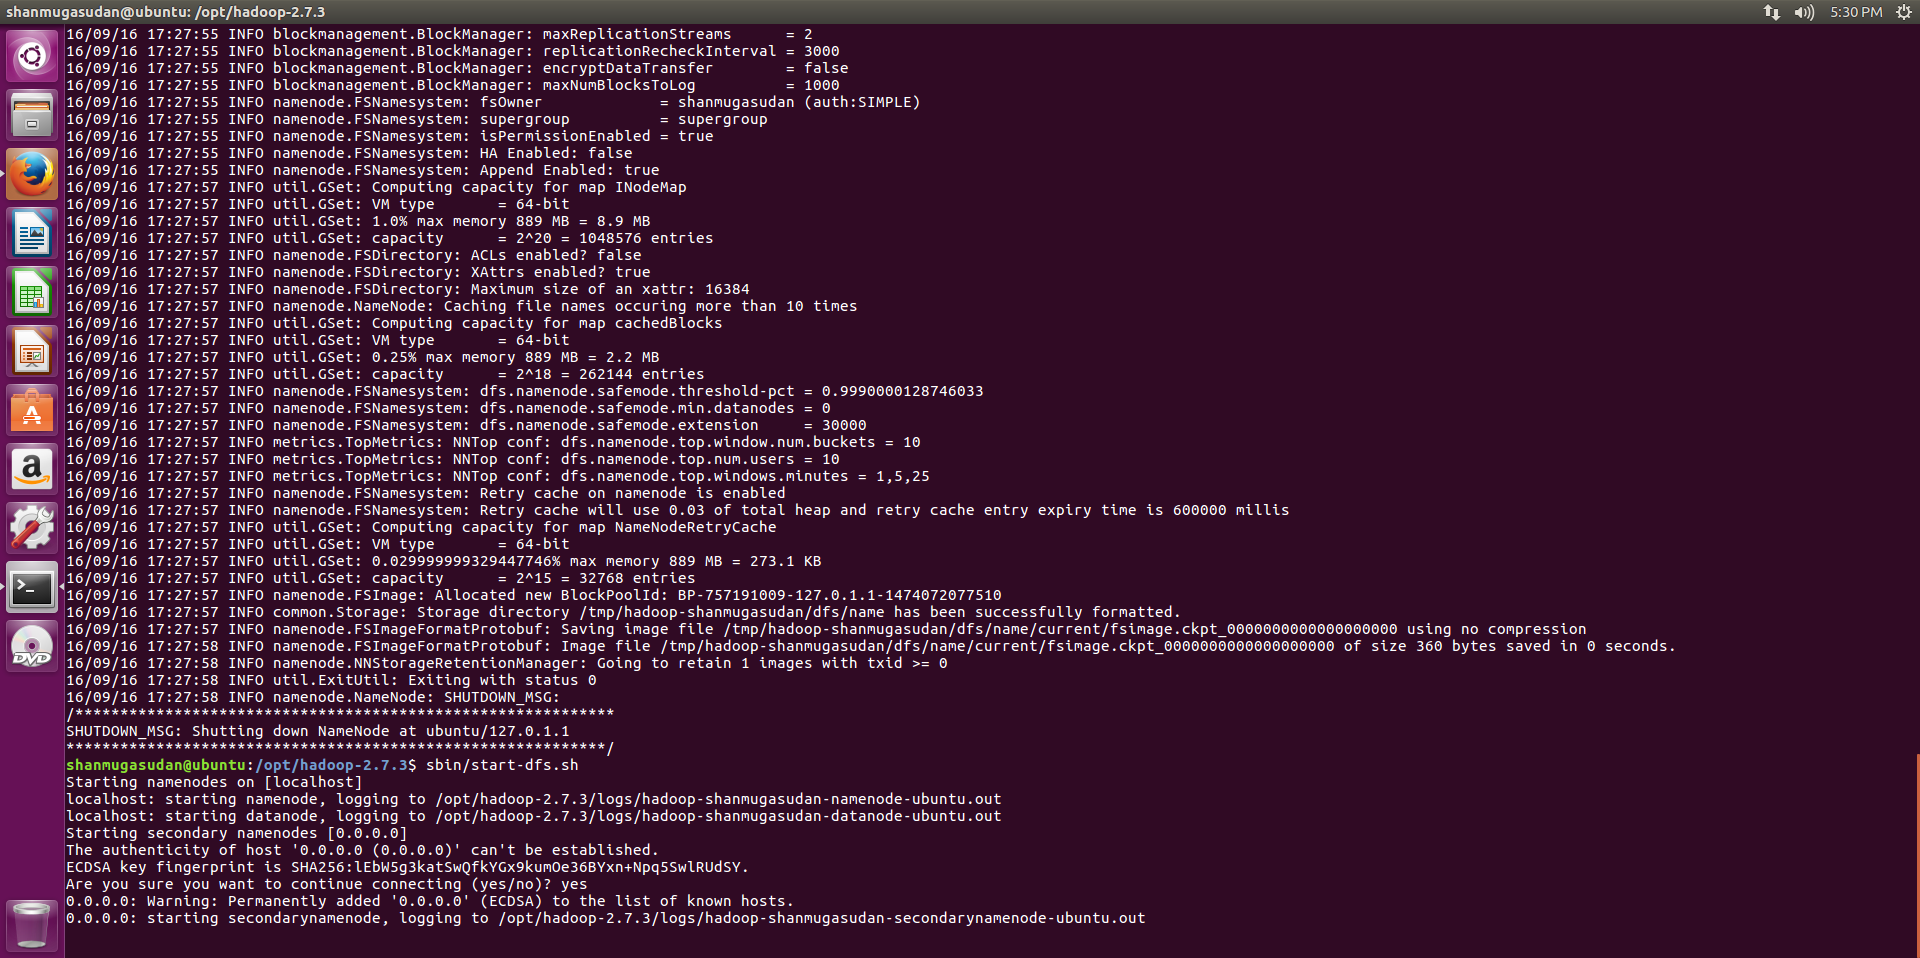 shanmugasudan@ubuntu: /opt/hadoop-2.7.3
5:30 PM
16/09/16 17:27:55 INFO blockmanagement.BlockManager: maxReplicationStreams      = 2
16/09/16 17:27:55 INFO blockmanagement.BlockManager: replicationRecheckInterval = 3000
16/09/16 17:27:55 INFO blockmanagement.BlockManager: encryptDataTransfer        = false
16/09/16 17:27:55 INFO blockmanagement.BlockManager: maxNumBlocksToLog          = 1000
16/09/16 17:27:55 INFO namenode.FSNamesystem: fsOwner             = shanmugasudan (auth:SIMPLE)
16/09/16 17:27:55 INFO namenode.FSNamesystem: supergroup          = supergroup
16/09/16 17:27:55 INFO namenode.FSNamesystem: isPermissionEnabled = true
16/09/16 17:27:55 INFO namenode.FSNamesystem: HA Enabled: false
16/09/16 17:27:55 INFO namenode.FSNamesystem: Append Enabled: true
16/09/16 17:27:57 INFO util.GSet: Computing capacity for map INodeMap
16/09/16 17:27:57 INFO util.GSet: VM type       = 64-bit
16/09/16 17:27:57 INFO util.GSet: 1.0% max memory 889 MB = 8.9 MB
16/09/16 17:27:57 INFO util.GSet: capacity      = 2^20 = 1048576 entries
16/09/16 17:27:57 INFO namenode.FSDirectory: ACLs enabled? false
16/09/16 17:27:57 INFO namenode.FSDirectory: XAttrs enabled? true
16/09/16 17:27:57 INFO namenode.FSDirectory: Maximum size of an xattr: 16384
16/09/16 17:27:57 INFO namenode.NameNode: Caching file names occuring more than 10 times
16/09/16 17:27:57 INFO util.GSet: Computing capacity for map cachedBlocks
16/09/16 17:27:57 INFO util.GSet: VM type       = 64-bit
16/09/16 17:27:57 INFO util.GSet: 0.25% max memory 889 MB = 2.2 MB
16/09/16 17:27:57 INFO util.GSet: capacity      = 2^18 = 262144 entries
16/09/16 17:27:57 INFO namenode.FSNamesystem: dfs.namenode.safemode.threshold-pct = 0.9990000128746033
16/09/16 17:27:57 INFO namenode.FSNamesystem: dfs.namenode.safemode.min.datanodes = 0
16/09/16 17:27:57 INFO namenode.FSNamesystem: dfs.namenode.safemode.extension     = 30000
16/09/16 17:27:57 INFO metrics.TopMetrics: NNTop conf: dfs.namenode.top.window.num.buckets = 10
16/09/16 17:27:57 INFO metrics.TopMetrics: NNTop conf: dfs.namenode.top.num.users = 10
16/09/16 17:27:57 INFO metrics.TopMetrics: NNTop conf: dfs.namenode.top.windows.minutes = 1,5,25
16/09/16 17:27:57 INFO namenode.FSNamesystem: Retry cache on namenode is enabled
16/09/16 17:27:57 INFO namenode.FSNamesystem: Retry cache will use 0.03 of total heap and retry cache entry expiry time is 600000 millis
16/09/16 17:27:57 INFO util.GSet: Computing capacity for map NameNodeRetryCache
16/09/16 17:27:57 INFO util.GSet: VM type       = 64-bit
16/09/16 17:27:57 INFO util.GSet: 0.029999999329447746% max memory 889 MB = 273.1 KB
16/09/16 17:27:57 INFO util.GSet: capacity      = 2^15 = 32768 entries
16/09/16 17:27:57 INFO namenode.FSImage: Allocated new BlockPoolId: BP-757191009-127.0.1.1-1474072077510
16/09/16 17:27:57 INFO common.Storage: Storage directory /tmp/hadoop-shanmugasudan/dfs/name has been successfully formatted.
16/09/16 17:27:57 INFO namenode.FSImageFormatProtobuf: Saving image file /tmp/hadoop-shanmugasudan/dfs/name/current/fsimage.ckpt_0000000000000000000 using no compression
16/09/16 17:27:58 INFO namenode.FSImageFormatProtobuf: Image file /tmp/hadoop-shanmugasudan/dfs/name/current/fsimage.ckpt_0000000000000000000 of size 360 bytes saved in 0 seconds.
16/09/16 17:27:58 INFO namenode.NNStorageRetentionManager: Going to retain 1 images with txid >= 0
16/09/16 17:27:58 INFO util.ExitUtil: Exiting with status 0
16/09/16 17:27:58 INFO namenode.NameNode: SHUTDOWN_MSG:
/************************************************************
SHUTDOWN_MSG: Shutting down NameNode at ubuntu/127.0.1.1
************************************************************/
shanmugasudan@ubuntu:/opt/hadoop-2.7.3$ sbin/start-dfs.sh
Starting namenodes on [localhost]
localhost: starting namenode, logging to /opt/hadoop-2.7.3/logs/hadoop-shanmugasudan-namenode-ubuntu.out
localhost: starting datanode, logging to /opt/hadoop-2.7.3/logs/hadoop-shanmugasudan-datanode-ubuntu.out
Starting secondary namenodes [0.0.0.0]
The authenticity of host '0.0.0.0 (0.0.0.0)' can't be established.
ECDSA key fingerprint is SHA256:lEbW5g3katSwQfkYGx9kumOe36BYxn+Npq5SwlRUdSY.
Are you sure you want to continue connecting (yes/no)? yes
0.0.0.0: Warning: Permanently added '0.0.0.0' (ECDSA) to the list of known hosts.
0.0.0.0: starting secondarynamenode, logging to /opt/hadoop-2.7.3/logs/hadoop-shanmugasudan-secondarynamenode-ubuntu.out